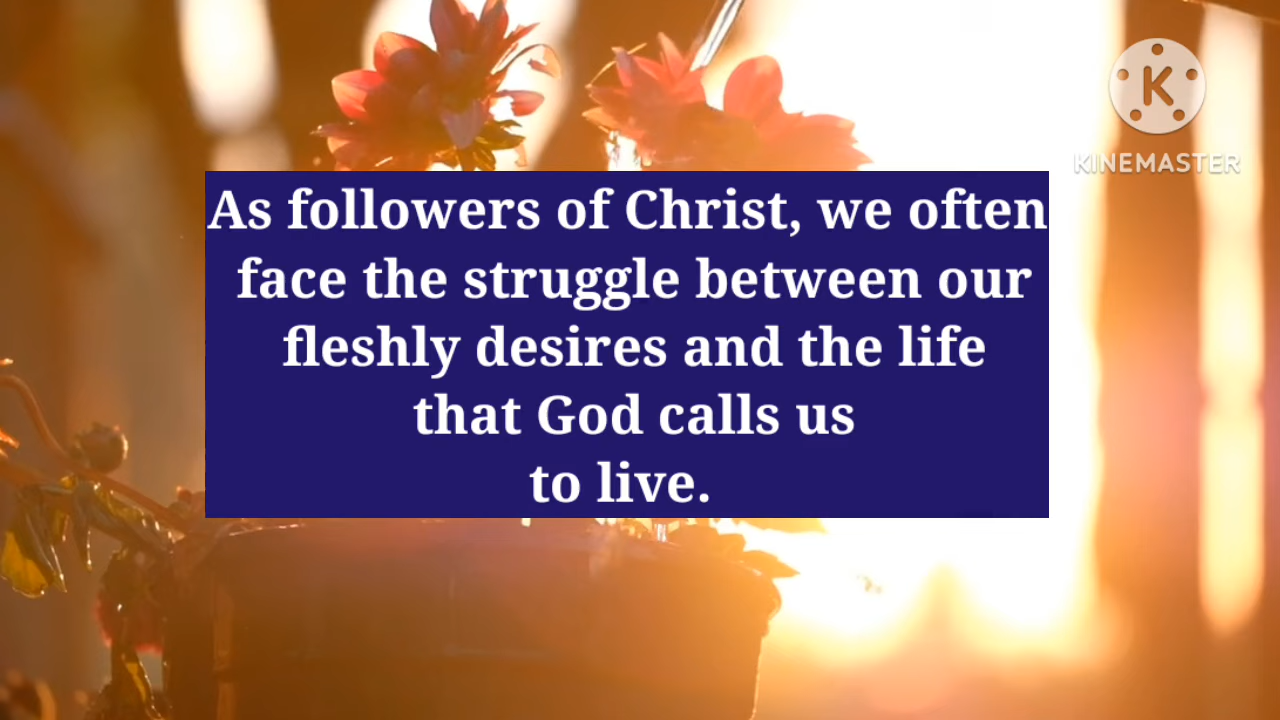 K
KINEMASTER
As followers of Christ, we often
face the struggle between our
fleshly desires and the life
that God calls us
to live.